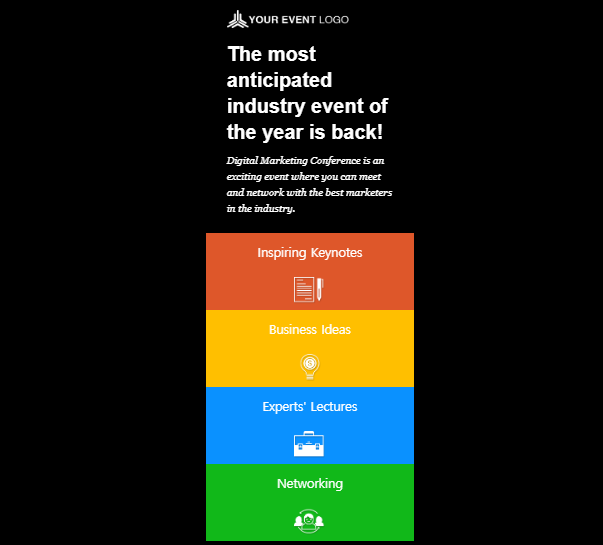 YOUR EVENT LOGO
The most
anticipated
industry event of
the year is back!
Digital Marketing Conference is an
exciting event where you can meet
and network with the best marketers
in the industry.
Inspiring Keynotes
Business Ideas
$
Experts' Lectures
Networking